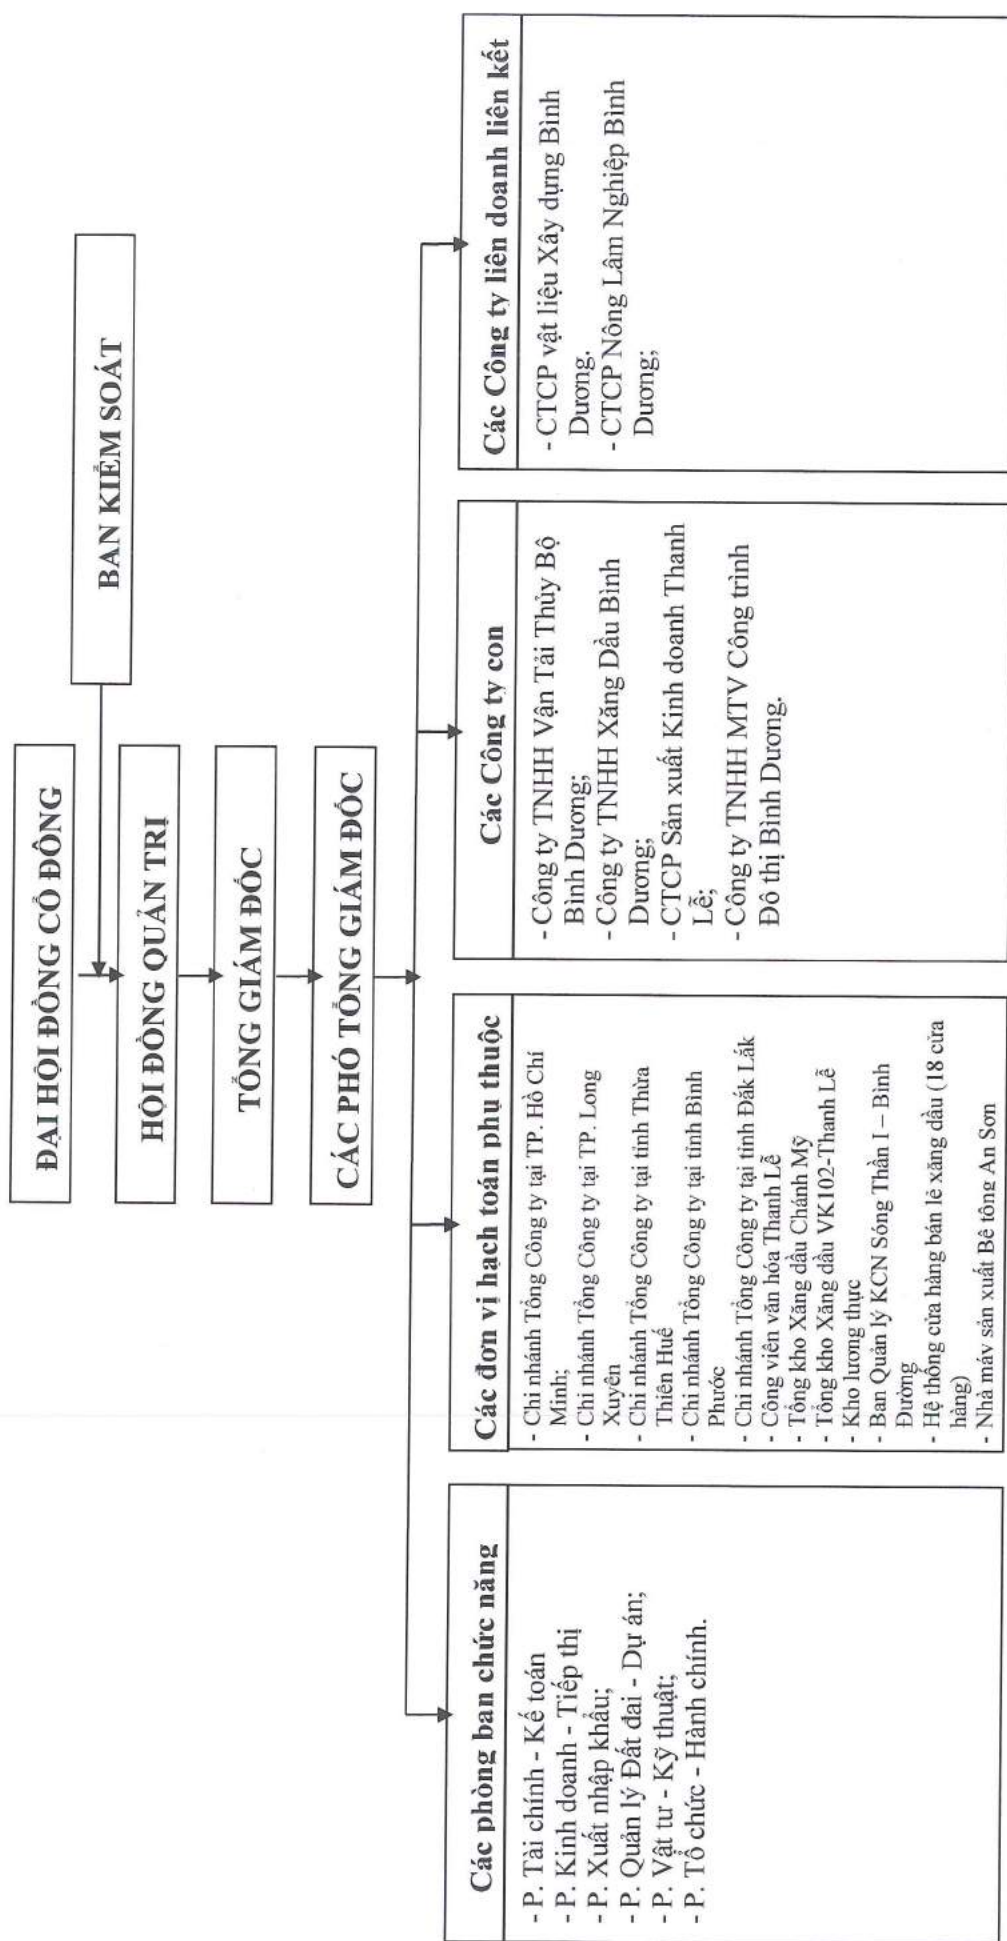 ĐẠI HỘI ĐỒNG CỔ ĐÔNG
BAN KIỂM SOÁT
HỘI ĐỒNG QUẢN TRỊ
TỔNG GIÁM ĐỐC
CÁC PHÓ TỔNG GIÁM ĐỐC
Các phòng ban chức năng
- P. Tài chính - Kế toán
- P. Kinh doanh - Tiếp thị
- P. Xuất nhập khẩu;
- P. Quản lý Đất đai - Dự án;
- P. Vật tư - Kỹ thuật;
- P. Tổ chức - Hành chính.
Các đơn vị hạch toán phụ thuộc
- Chi nhánh Tổng Công ty tại TP. Hồ Chí
Minh;
- Chi nhánh Tổng Công ty tại TP. Long
Xuyên
- Chi nhánh Tổng Công ty tại tỉnh Thừa
Thiên Huế
- Chi nhánh Tổng Công ty tại tỉnh Bình
Phước
- Chi nhánh Tổng Công ty tại tỉnh Đắk Lắk
- Công viên văn hóa Thanh Lễ
- Tổng kho Xăng dầu Chánh Mỹ
- Tổng kho Xăng dầu VK102-Thanh Lễ
- Kho lương thực
- Ban Quản lý KCN Sóng Thần I – Bình
Đường
- Hệ thống cửa hàng bán lẻ xăng dầu (18 cửa
hàng)
- Nhà máy sản xuất Bê tông An Sơn
Các Công ty con
- Công ty TNHH Vận Tải Thủy Bộ
Bình Dương;
- Công ty TNHH Xăng Dầu Bình
Dương;
- CTCP Sản xuất Kinh doanh Thanh
Lễ;
- Công ty TNHH MTV Công trình
Đô thị Bình Dương.
Các Công ty liên doanh liên kết
- CTCP vật liệu Xây dựng Bình
Dương.
- CTCP Nông Lâm Nghiệp Bình
Dương;